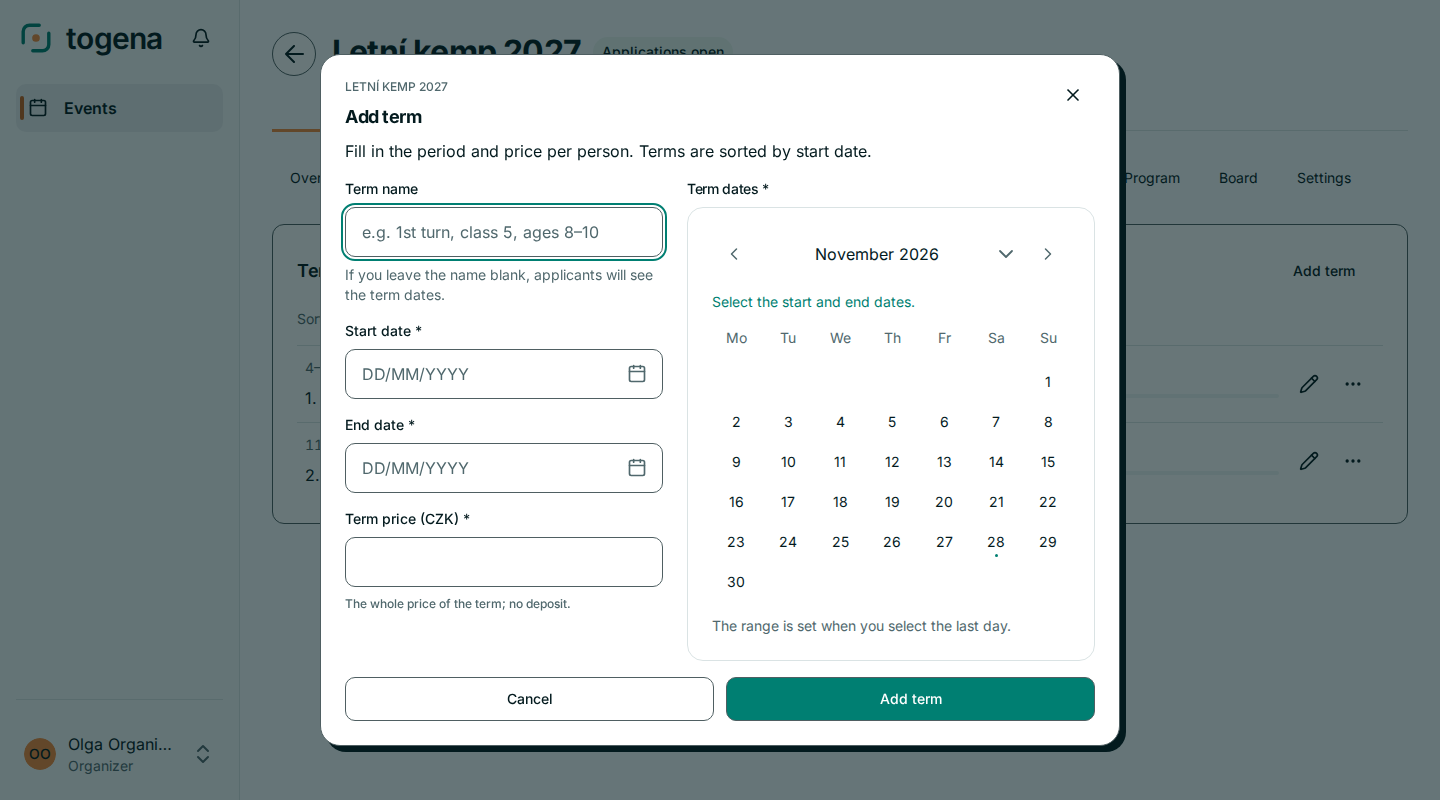 togena
Events
Letní kemp 2027
Applications open
Program
Board
Settings
Add term
LETNÍ KEMP 2027
Add term
Fill in the period and price per person. Terms are sorted by start date.
Term name
e.g. 1st turn, class 5, ages 8–10
If you leave the name blank, applicants will see
the term dates.
Start date *
DD/MM/YYYY
End date *
DD/MM/YYYY
Term price (CZK) *
The whole price of the term; no deposit.
Term dates *
November 2026
Select the start and end dates.
Mo Tu We Th Fr Sa Su
1
2 3 4 5 6 7 8
9 10 11 12 13 14 15
16 17 18 19 20 21 22
23 24 25 26 27 28 29
30
The range is set when you select the last day.
Cancel
Add term
1.
2.
OO
Olga Organi...
Organizer